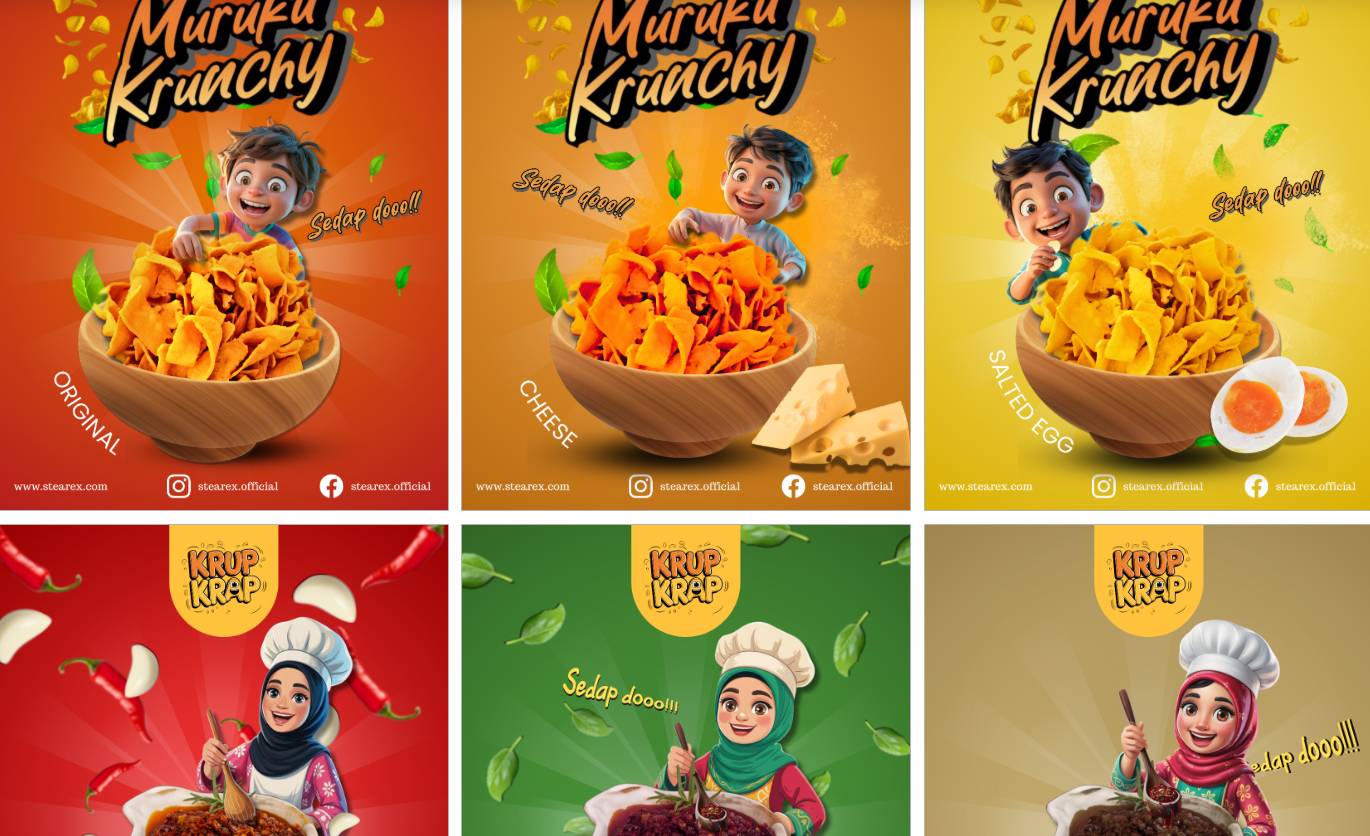 Muruku
Krunchy
Sedap dooo!!
ORIGINAL
www.stearex.com
stearex.official
stearex.official
Muruku
Krunchy
Sedap dooo!!
CHEESE
www.stearex.com
stearex.official
stearex.official
Muruku
Krunchy
Sedap dooo!!
SALTED EGG
www.stearex.com
stearex.official
stearex.official
KRUP
KRAP
KRUP
KRAP
Sedap dooo!!!
KRUP
KRAP
edap dooo!!!